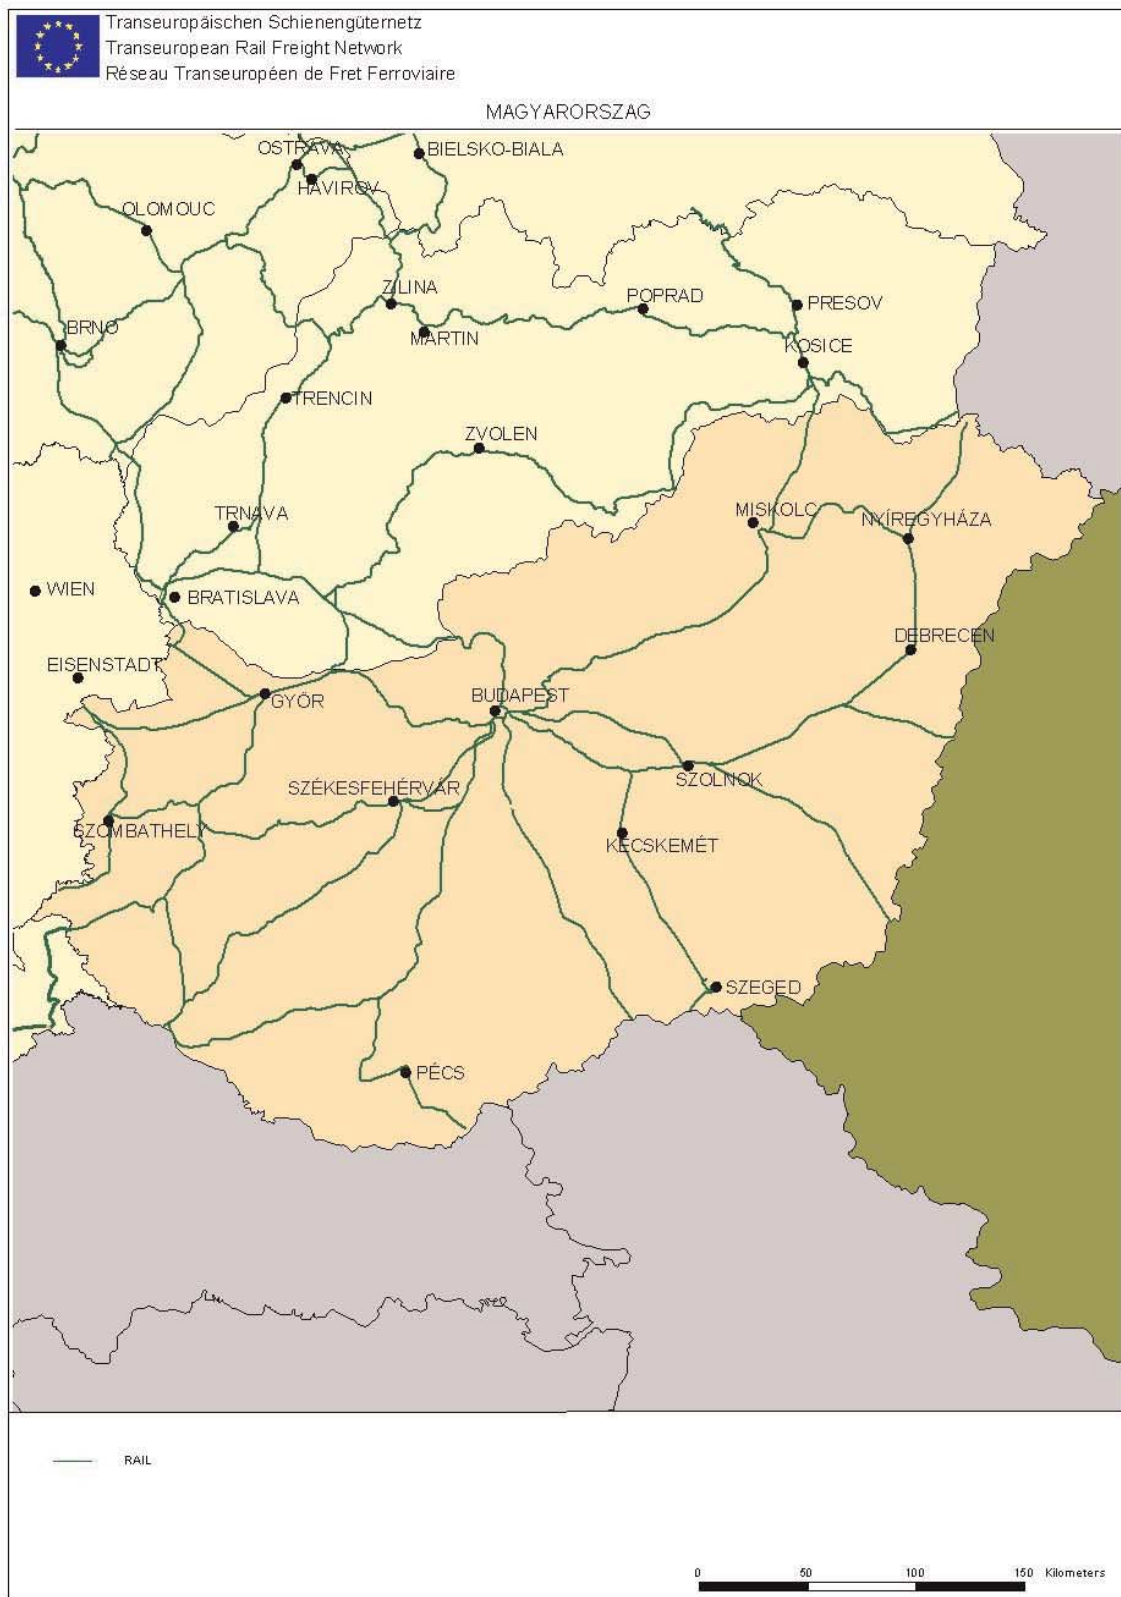 Transeuropäischen Schienengüternetz
Transeuropean Rail Freight Network
Réseau Transeuropéen de Fret Ferroviaire
MAGYARORSZAG
OSTRAVA
BIELSKO-BIALA
HAVIROV
OLOMOUC
ZILINA
POPRAD
PRESOV
BRNO
MARTIN
KOSICE
TRENCIN
ZVOLEN
TRNAVA
MISKOLC
NYÍREGYHÁZA
WIEN
BRATISLAVA
DEBRECEN
EISENSTADT
GYŐR
BUDAPEST
SZÉKESFEHÉRVÁR
SZOLNOK
SZOMBATHELY
KECSKEMÉT
SZEGED
PÉCS
RAIL
0 50 100 150 Kilometers